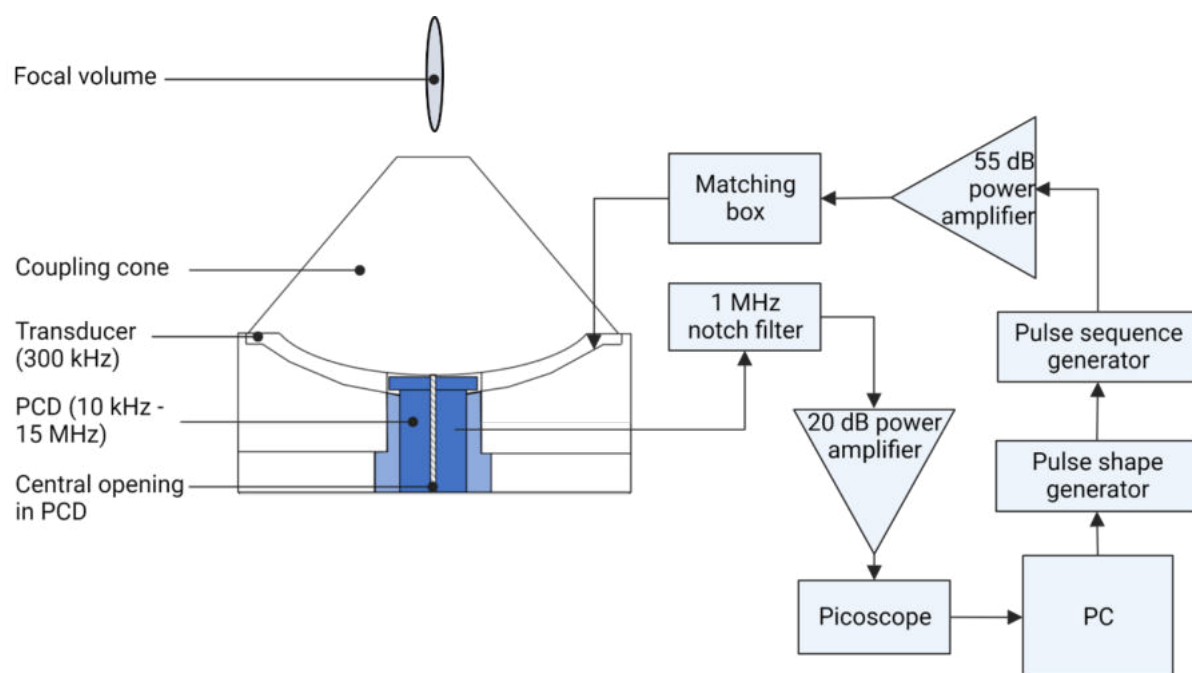 Focal volume
Coupling cone
Transducer
(300 kHz)
PCD (10 kHz -
15 MHz)
Central opening
in PCD
Matching
box
55 dB
power
amplifier
1 MHz
notch filter
Pulse sequence
generator
20 dB power
amplifier
Pulse shape
generator
Picoscope
PC